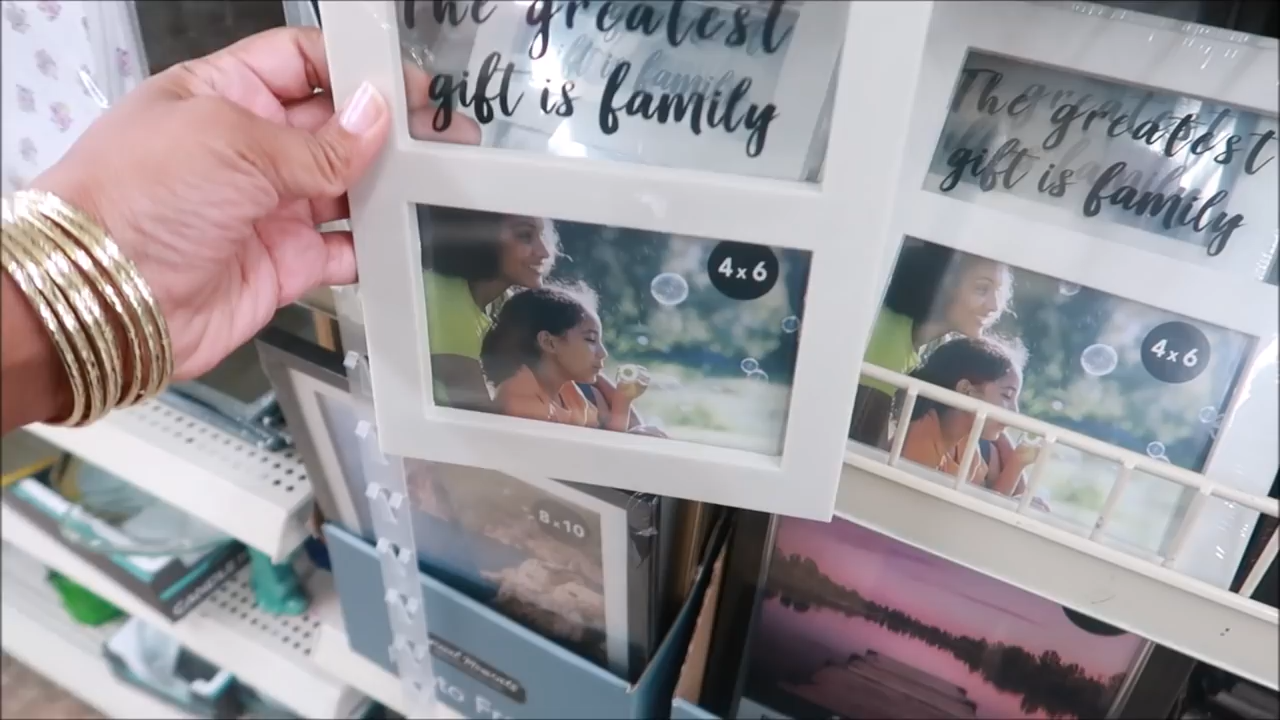 The greatest
gift is family
4x6
The greatest
gift is family
4x6
8x10